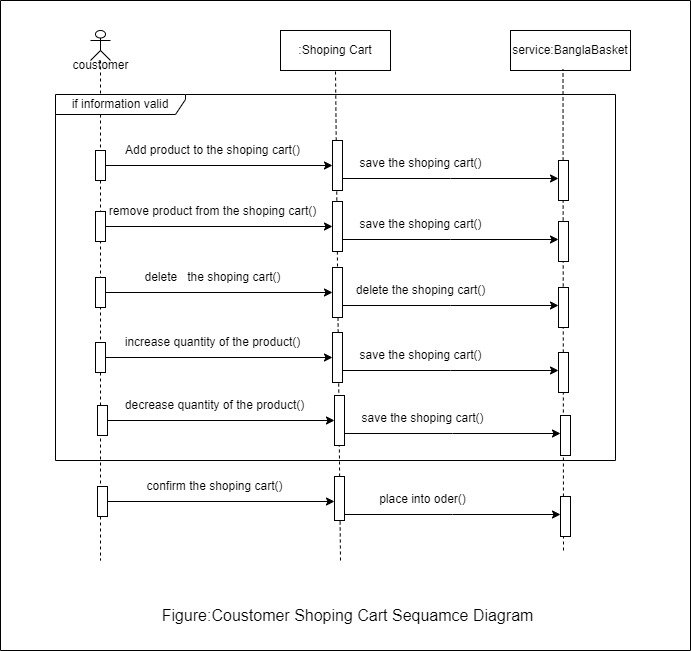 coustomer
:Shoping Cart
service:BanglaBasket
if information valid
Add product to the shoping cart()
save the shoping cart()
remove product from the shoping cart()
save the shoping cart()
delete   the shoping cart()
delete the shoping cart()
increase quantity of the product()
save the shoping cart()
decrease quantity of the product()
save the shoping cart()
confirm the shoping cart()
place into oder()
Figure:Coustomer Shoping Cart Sequamce Diagram